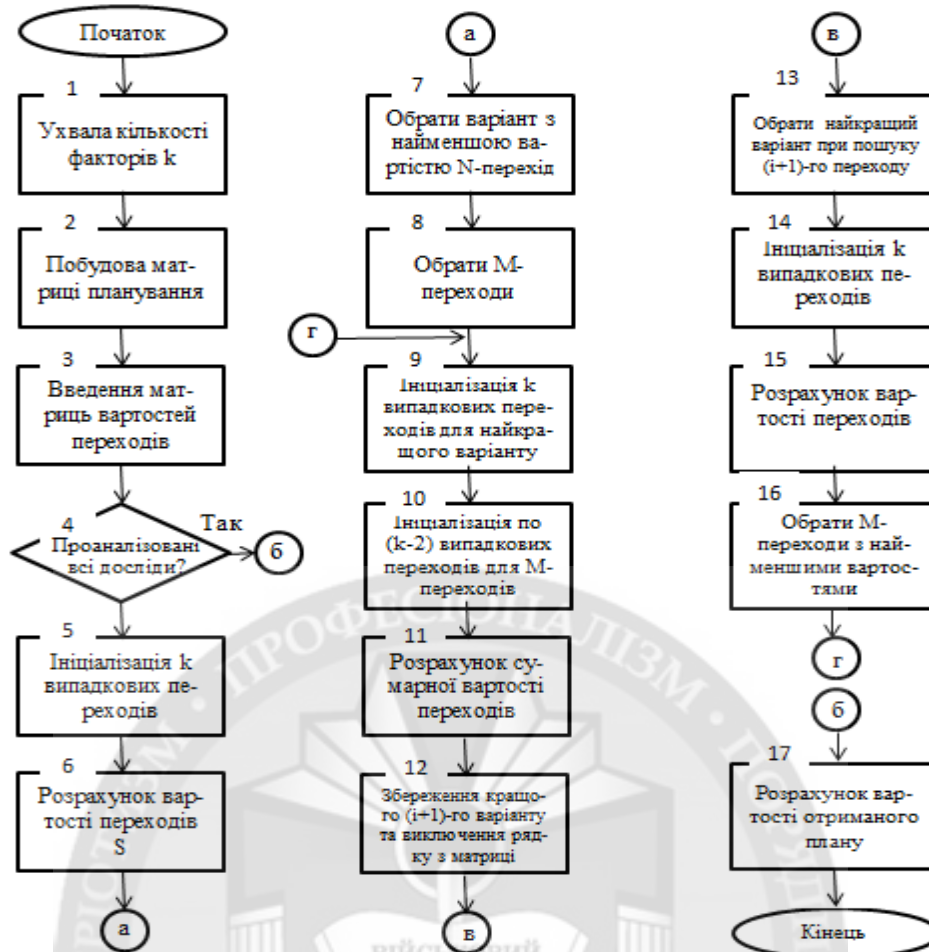 Початок
1
Ухвала кількості
факторів k
2
Побудова мат-
риці планування
3
Введення мат-
риць вартостей
переходів
4
Так
Проаналізовані
всі досліди?
б
5
Ініціалізація k
випадкових пе-
реходів
6
Розрахунок вар-
тості переходів
S
а
а
7
Обрати варіант з
найменшою ва-
ртістю N-перехід
8
Обрати М-
переходи
г
9
Ініціалізація k
випадкових пере-
ходів для найкра-
щого варіанту
10
Ініціалізація по
(k-2) випадкових
переходів для М-
переходів
11
Розрахунок су-
марної вартості
переходів
12
Збереження кращо-
го (i+1)-го варіанту
та виключення ряд-
ку з матриці
в
в
13
Обрати найкращий
варіант при пошуку
(i+1)-го переходу
14
Ініціалізація k
випадкових пе-
реходів
15
Розрахунок вар-
тості переходів
16
Обрати М-
переходи з най-
меншими вартос-
тями
г
б
17
Розрахунок вар-
тості отриманого
плану
Кінець
ПРОФЕСІОНАЛІЗМ